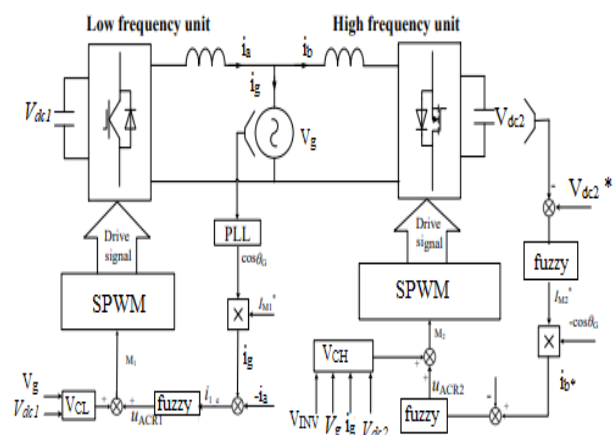 Low frequency unit
High frequency unit
i_a
i_b
i_g
V_dc1
V_g
V_dc2
V_dc2 *
Drive
signal
PLL
cosθ_G
Drive
signal
fuzzy
SPWM
I_M1*
SPWM
I_M2*
-cosθ_G
M_1
i_g
M_2
V_CH
i_b*
V_g
V_dc1
V_CL
u_ACR1
fuzzy
-i_a
V_INV
V_g
i_g
V_dc2
u_ACR2
fuzzy